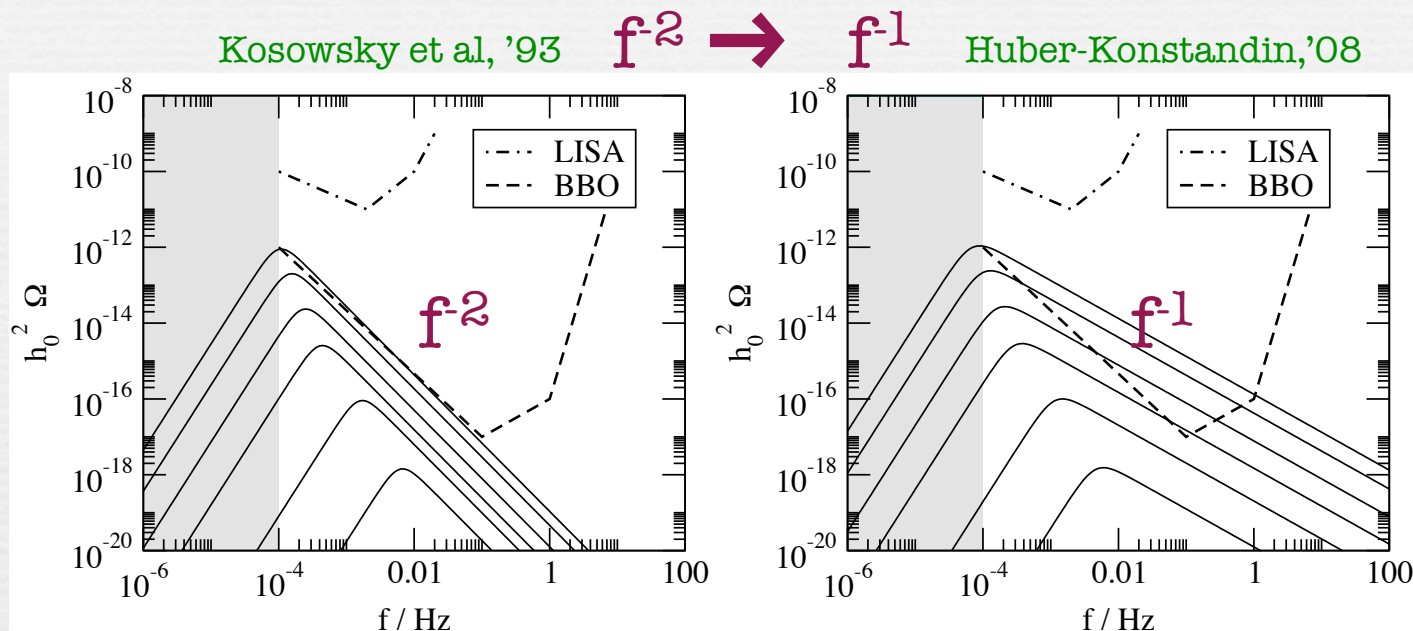 Kosowsky et al, '93 f⁻² → f⁻¹ Huber-Konstandin,'08
10⁻⁸
10⁻¹⁰
10⁻¹²
10⁻¹⁴
10⁻¹⁶
10⁻¹⁸
10⁻²⁰
h₀² Ω
LISA
BBO
f⁻²
10⁻⁶ 10⁻⁴ 0.01 1 100
f / Hz
10⁻⁸
10⁻¹⁰
10⁻¹²
10⁻¹⁴
10⁻¹⁶
10⁻¹⁸
10⁻²⁰
h₀² Ω
LISA
BBO
f⁻¹
10⁻⁶ 10⁻⁴ 0.01 1 100
f / Hz